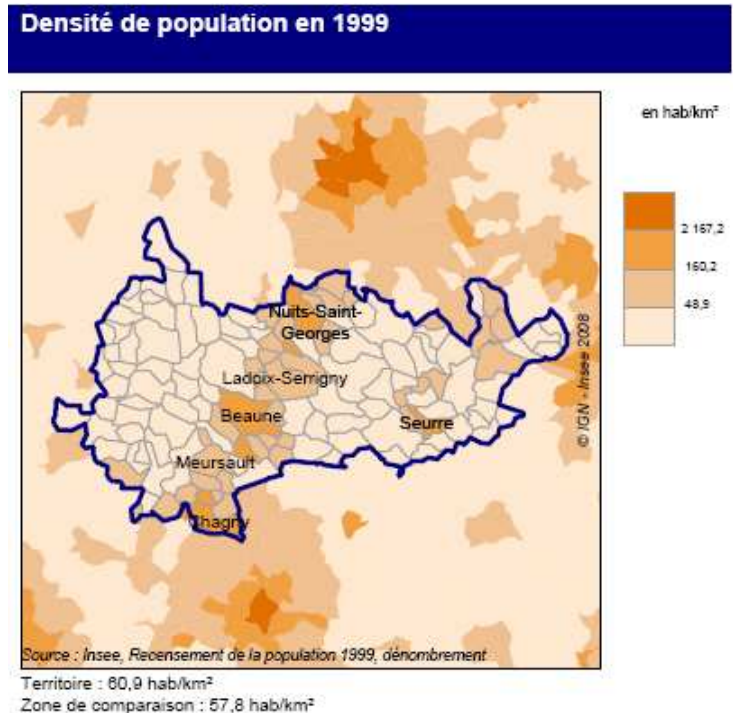 Densité de population en 1999
en hab/km²
2 167,2
160,2
48,9
Nuits-Saint-
Georges
Ladoix-Serrigny
Beaune
Seurre
Meursault
Chagny
© IGN - Insee 2008
Source : Insee, Recensement de la population 1999, dénombrement
Territoire : 60,9 hab/km²
Zone de comparaison : 57,8 hab/km²